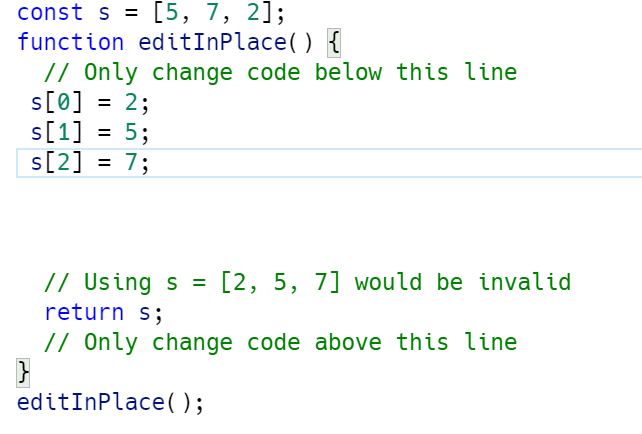 const s = [5, 7, 2];
function editInPlace() {
  // Only change code below this line
 s[0] = 2;
 s[1] = 5;
 s[2] = 7;
  // Using s = [2, 5, 7] would be invalid
  return s;
  // Only change code above this line
}
editInPlace();